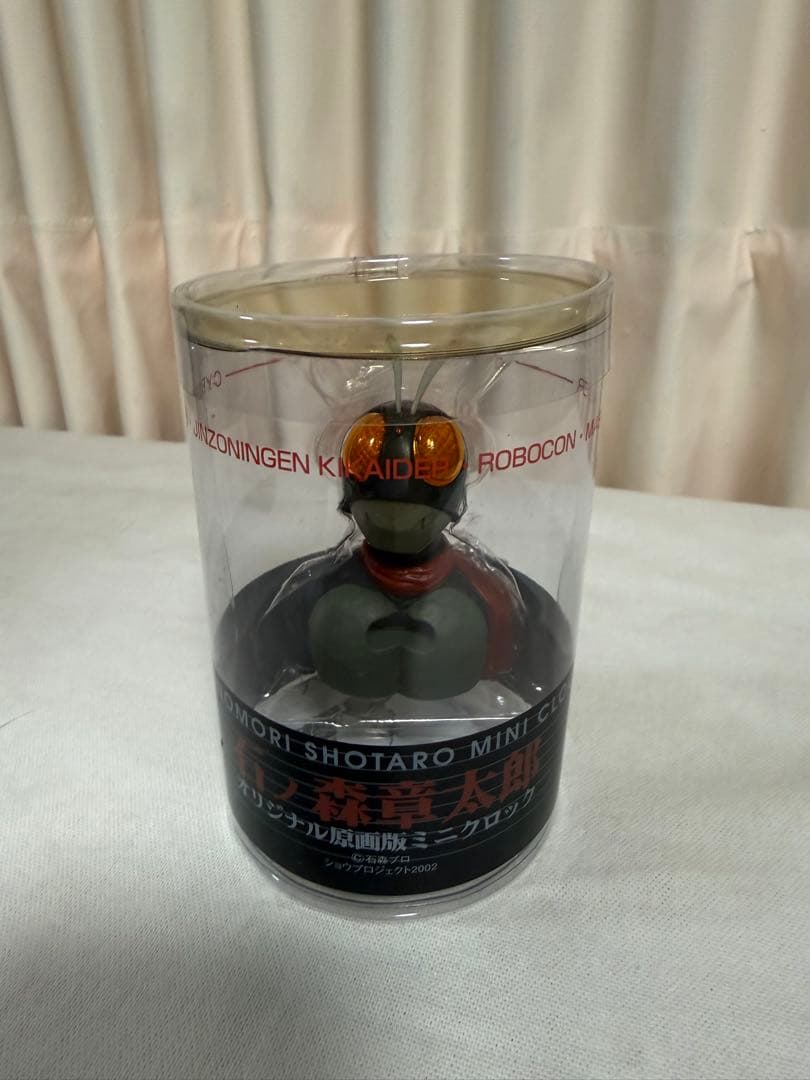 JINZONINGEN KIKAIDER・ROBOCON・
SHOTARO MINI
石ノ森章太郎
オリジナル原画版ミニクロック
©石森プロ
ショウプロジェクト2002